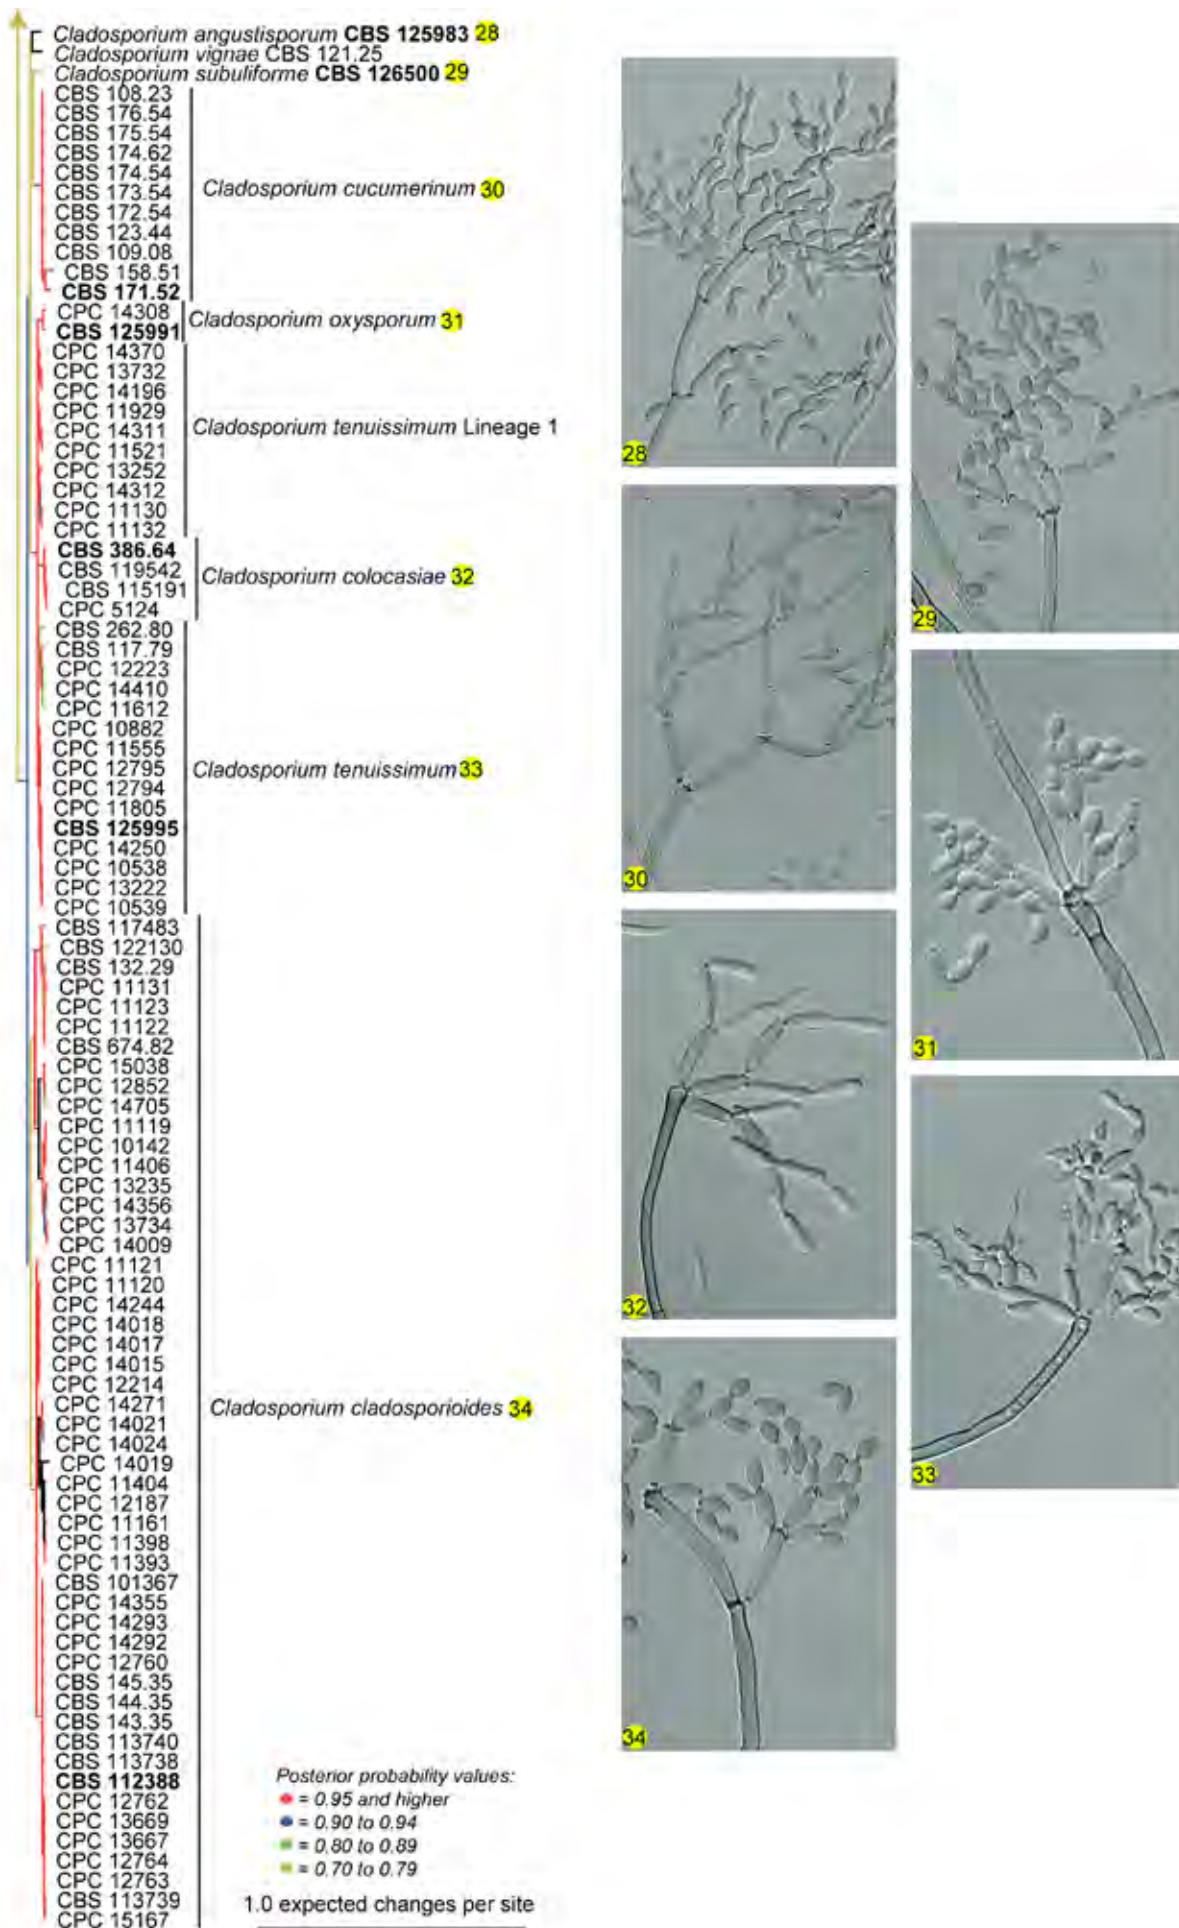 Cladosporium angustisporum CBS 125983 28
Cladosporium vignae CBS 121.25
Cladosporium subuliforme CBS 126500 29
CBS 108.23
CBS 176.54
CBS 175.54
CBS 174.62
CBS 174.54
CBS 173.54
CBS 172.54
CBS 123.44
CBS 109.08
CBS 158.51
CBS 171.52
Cladosporium cucumerinum 30
CPC 14308
CBS 125991
Cladosporium oxysporum 31
CPC 14370
CPC 13732
CPC 14196
CPC 11929
CPC 14311
CPC 11521
CPC 13252
CPC 14312
CPC 11130
CPC 11132
Cladosporium tenuissimum Lineage 1
CBS 386.64
CBS 119542
CBS 115191
CPC 5124
Cladosporium colocasiae 32
CBS 262.80
CBS 117.79
CPC 12223
CPC 14410
CPC 11612
CPC 10882
CPC 11555
CPC 12795
CPC 12794
CPC 11805
CBS 125995
CPC 14250
CPC 10538
CPC 13222
CPC 10539
Cladosporium tenuissimum 33
CBS 117483
CBS 122130
CBS 132.29
CPC 11131
CPC 11123
CPC 11122
CBS 674.82
CPC 15038
CPC 12852
CPC 14705
CPC 11119
CPC 10142
CPC 11406
CPC 13235
CPC 14356
CPC 13734
CPC 14009
CPC 11121
CPC 11120
CPC 14244
CPC 14018
CPC 14017
CPC 14015
CPC 12214
CPC 14271
CPC 14021
CPC 14024
CPC 14019
CPC 11404
CPC 12187
CPC 11161
CPC 11398
CPC 11393
CBS 101367
CPC 14355
CPC 14293
CPC 14292
CPC 12760
CBS 145.35
CBS 144.35
CBS 143.35
CBS 113740
CBS 113738
CBS 112388
CPC 12762
CPC 13669
CPC 13667
CPC 12764
CPC 12763
CBS 113739
CPC 15167
Cladosporium cladosporioides 34
Posterior probability values:
= 0.95 and higher
= 0.90 to 0.94
= 0.80 to 0.89
= 0.70 to 0.79
1.0 expected changes per site
28
29
30
31
32
33
34